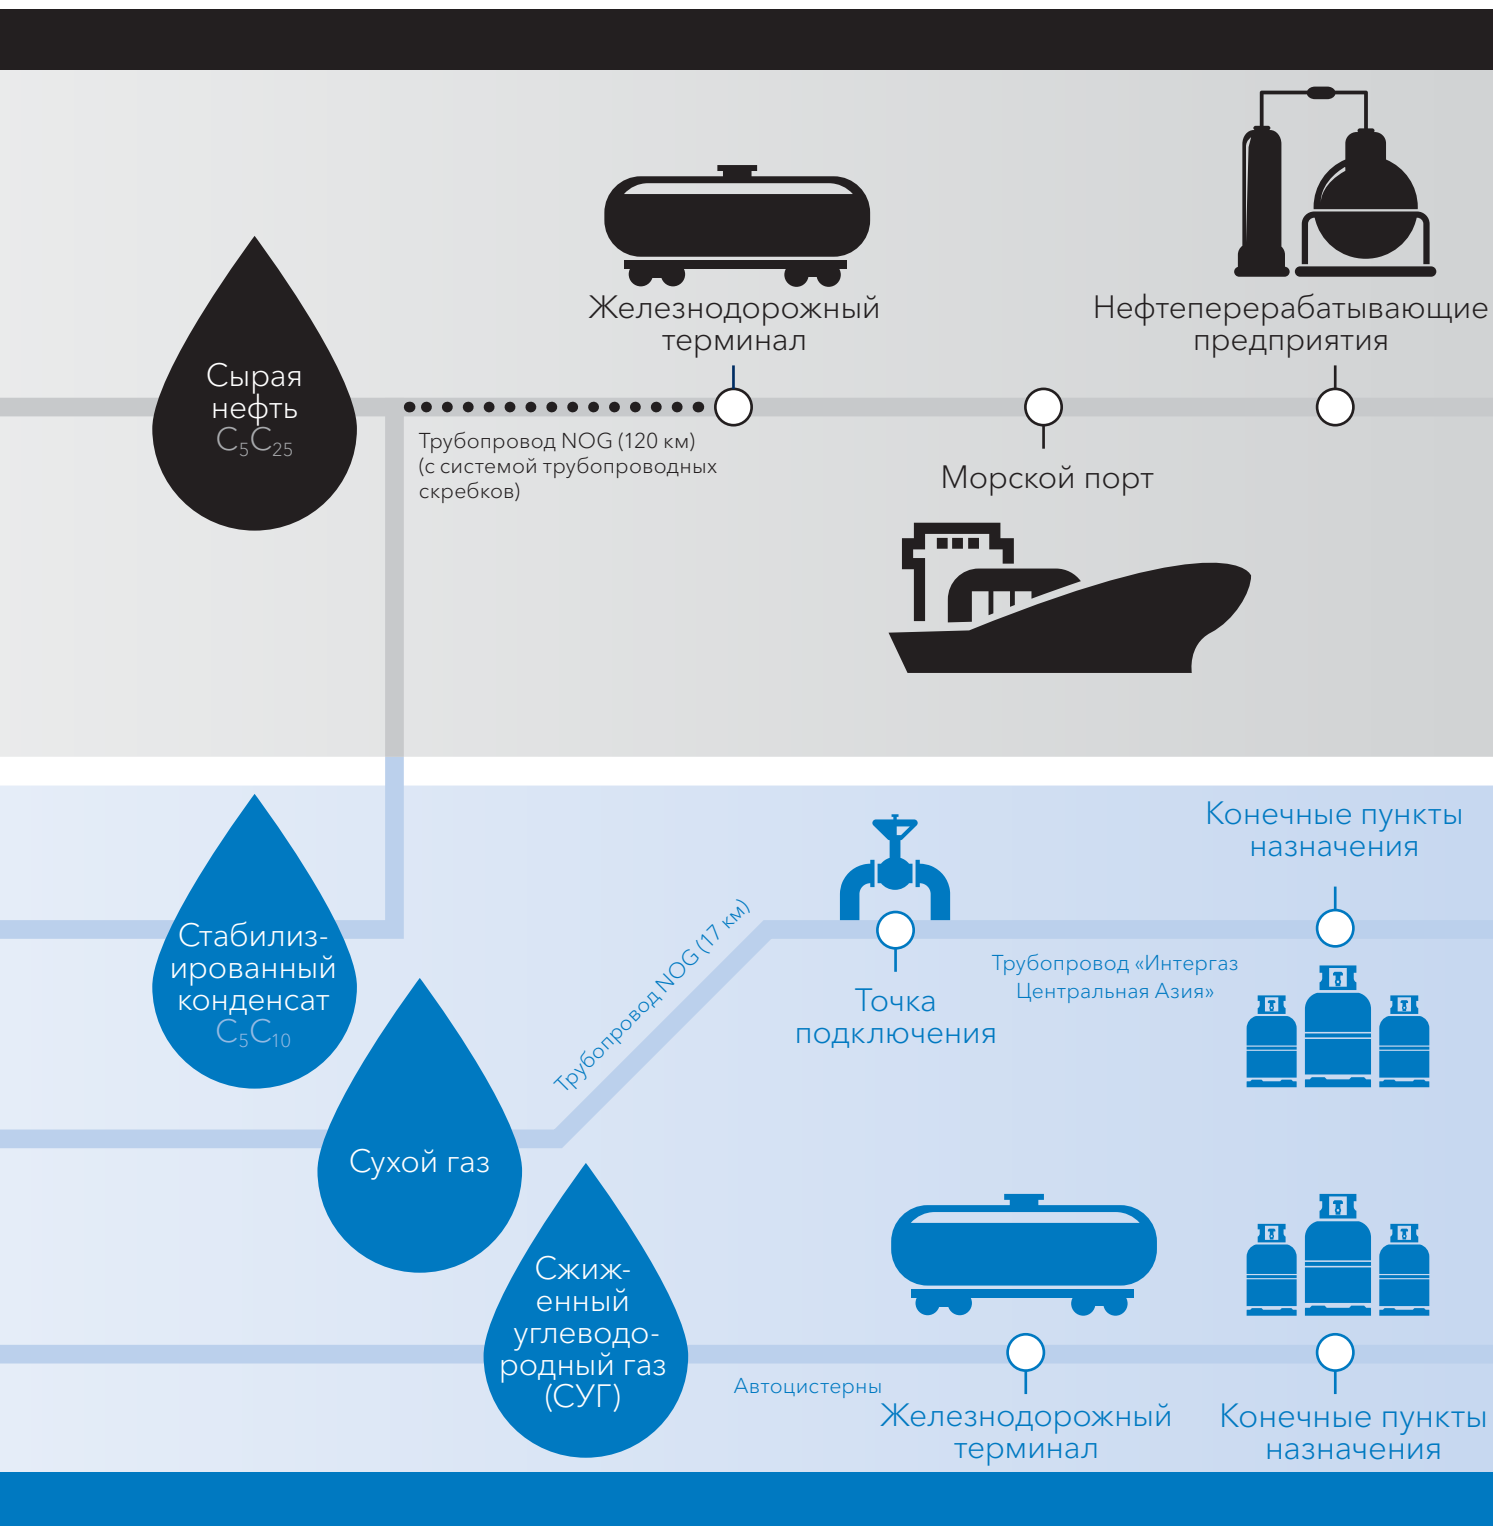 Железнодорожный
терминал
Нефтеперерабатывающие
предприятия
Сырая
нефть
C₅C₂₅
Трубопровод NOG (120 км)
(с системой трубопроводных
скребков)
Морской порт
Конечные пункты
назначения
Стабилиз-
ированный
конденсат
C₅C₁₀
Трубопровод NOG (17 км)
Точка
подключения
Трубопровод «Интергаз
Центральная Азия»
Сухой газ
Сжиж-
енный
углеводо-
родный газ
(СУГ)
Автоцистерны
Железнодорожный
терминал
Конечные пункты
назначения